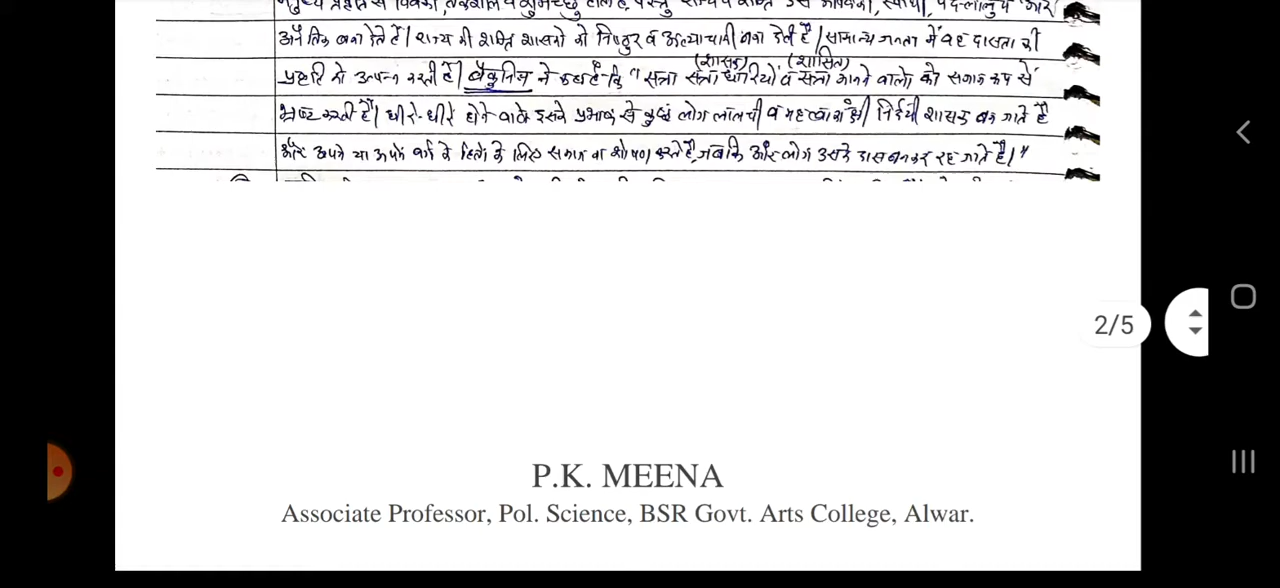 अनैतिक बना देते हैं। राज्य की शक्ति शासकों को निष्ठुर व अत्याचारी बना देती है। सामान्य जनता में वह दासता की
(शासक) (शासित)
प्रवृत्ति को उत्पन्न करती है। बैकुनिन ने कहा है कि "सत्ता सत्ताधारियों व सत्ता मानने वालों को समान रूप से
भ्रष्ट करती है। धीरे-धीरे होने वाले इसके प्रभाव से कुछ लोग लालची व महत्वाकांक्षी निर्दयी शासक बन जाते हैं
और अपने या अपने वर्ग के हितों के लिए समाज का शोषण करते हैं, जबकि और लोग उसके दास बनकर रह जाते हैं।"
2/5
P.K. MEENA
Associate Professor, Pol. Science, BSR Govt. Arts College, Alwar.